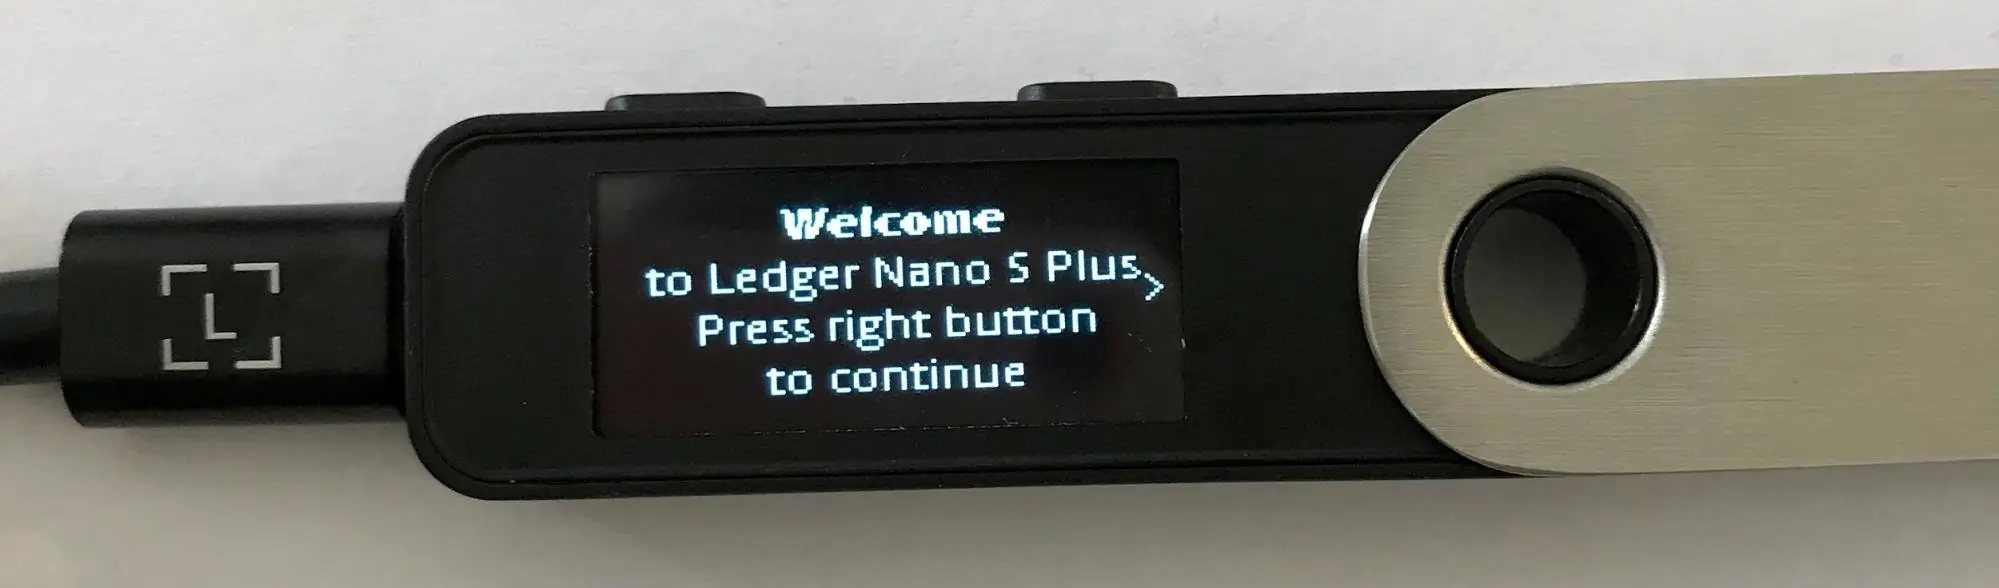 L
Welcome
to Ledger Nano S Plus
Press right button
to continue